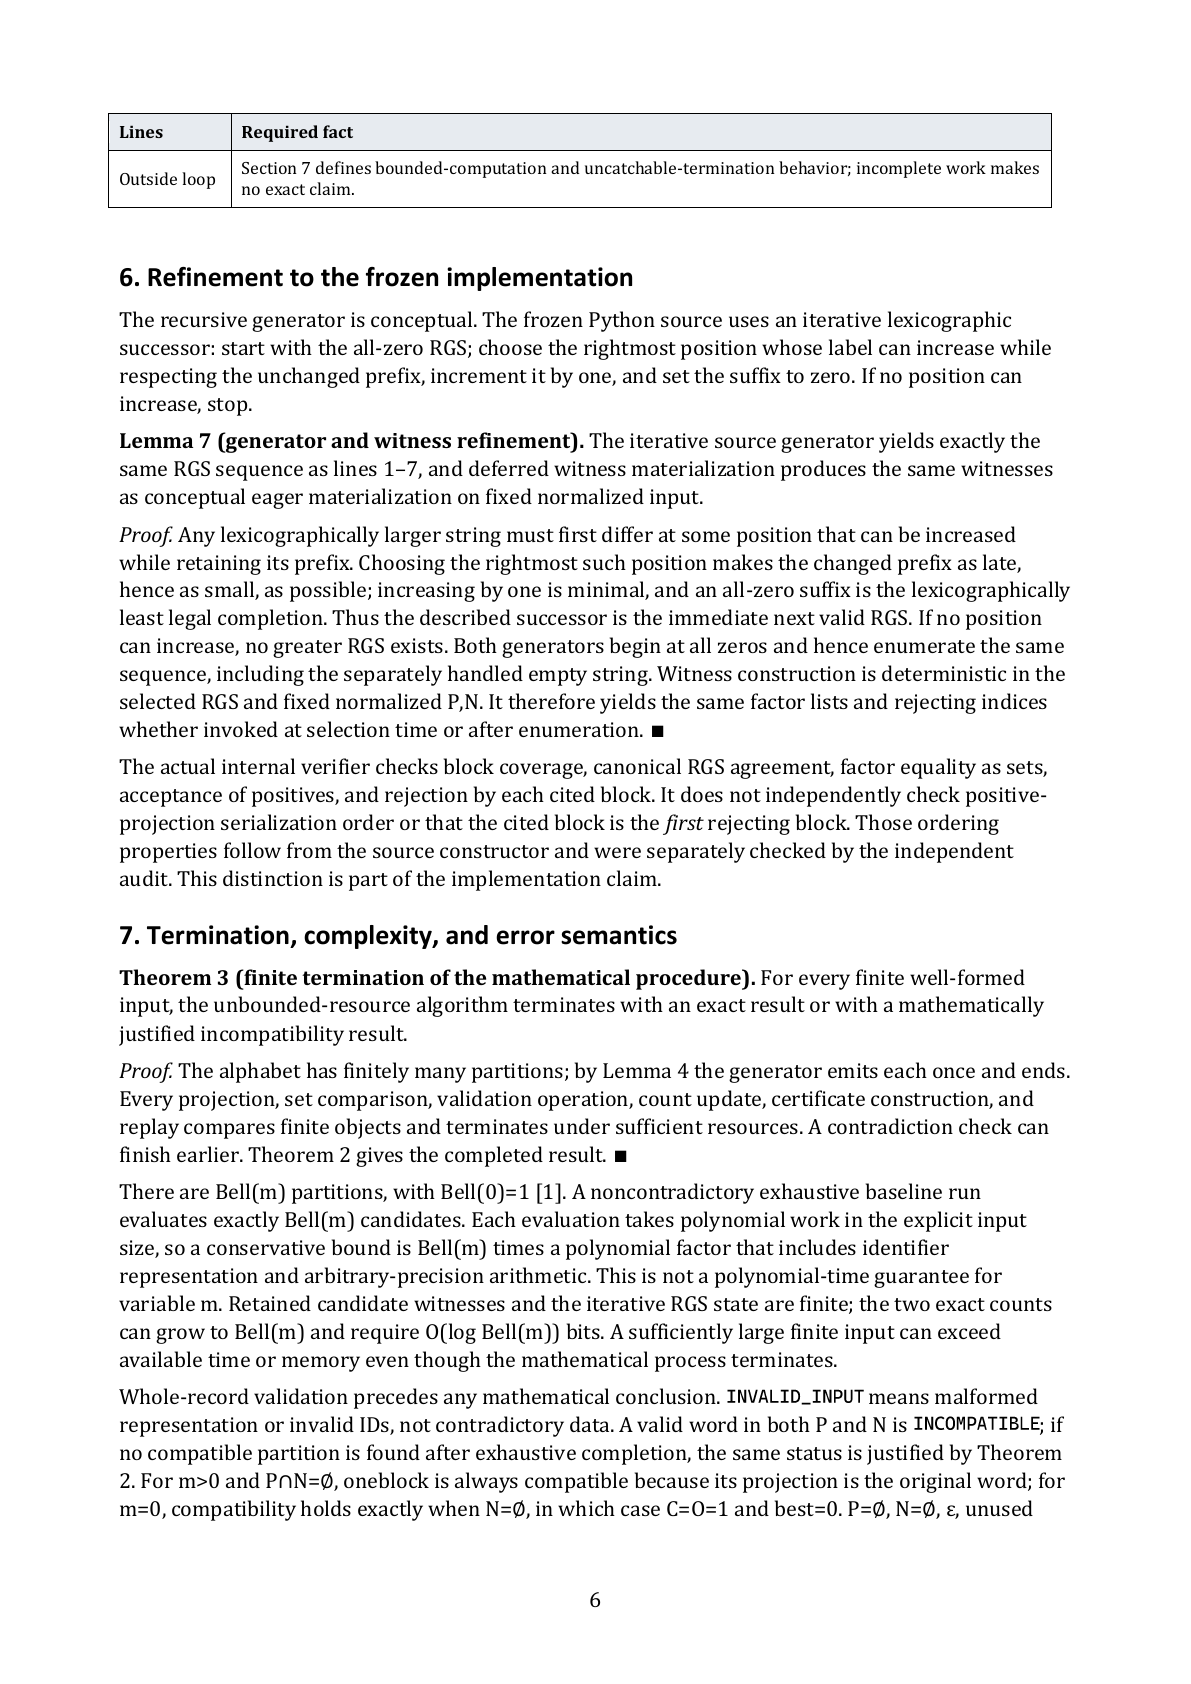 Lines Required fact
Outside loop Section 7 defines bounded-computation and uncatchable-termination behavior; incomplete work makes
no exact claim.
6. Refinement to the frozen implementation
The recursive generator is conceptual. The frozen Python source uses an iterative lexicographic
successor: start with the all-zero RGS; choose the rightmost position whose label can increase while
respecting the unchanged prefix, increment it by one, and set the suffix to zero. If no position can
increase, stop.
Lemma 7 (generator and witness refinement). The iterative source generator yields exactly the
same RGS sequence as lines 1–7, and deferred witness materialization produces the same witnesses
as conceptual eager materialization on fixed normalized input.
Proof. Any lexicographically larger string must first differ at some position that can be increased
while retaining its prefix. Choosing the rightmost such position makes the changed prefix as late,
hence as small, as possible; increasing by one is minimal, and an all-zero suffix is the lexicographically
least legal completion. Thus the described successor is the immediate next valid RGS. If no position
can increase, no greater RGS exists. Both generators begin at all zeros and hence enumerate the same
sequence, including the separately handled empty string. Witness construction is deterministic in the
selected RGS and fixed normalized P,N. It therefore yields the same factor lists and rejecting indices
whether invoked at selection time or after enumeration. ■
The actual internal verifier checks block coverage, canonical RGS agreement, factor equality as sets,
acceptance of positives, and rejection by each cited block. It does not independently check positive-
projection serialization order or that the cited block is the first rejecting block. Those ordering
properties follow from the source constructor and were separately checked by the independent
audit. This distinction is part of the implementation claim.
7. Termination, complexity, and error semantics
Theorem 3 (finite termination of the mathematical procedure). For every finite well-formed
input, the unbounded-resource algorithm terminates with an exact result or with a mathematically
justified incompatibility result.
Proof. The alphabet has finitely many partitions; by Lemma 4 the generator emits each once and ends.
Every projection, set comparison, validation operation, count update, certificate construction, and
replay compares finite objects and terminates under sufficient resources. A contradiction check can
finish earlier. Theorem 2 gives the completed result. ■
There are Bell(m) partitions, with Bell(0)=1 [1]. A noncontradictory exhaustive baseline run
evaluates exactly Bell(m) candidates. Each evaluation takes polynomial work in the explicit input
size, so a conservative bound is Bell(m) times a polynomial factor that includes identifier
representation and arbitrary-precision arithmetic. This is not a polynomial-time guarantee for
variable m. Retained candidate witnesses and the iterative RGS state are finite; the two exact counts
can grow to Bell(m) and require O(log Bell(m)) bits. A sufficiently large finite input can exceed
available time or memory even though the mathematical process terminates.
Whole-record validation precedes any mathematical conclusion. INVALID_INPUT means malformed
representation or invalid IDs, not contradictory data. A valid word in both P and N is INCOMPATIBLE; if
no compatible partition is found after exhaustive completion, the same status is justified by Theorem
2. For m>0 and P∩N=∅, oneblock is always compatible because its projection is the original word; for
m=0, compatibility holds exactly when N=∅, in which case C=O=1 and best=0. P=∅, N=∅, ε, unused
6